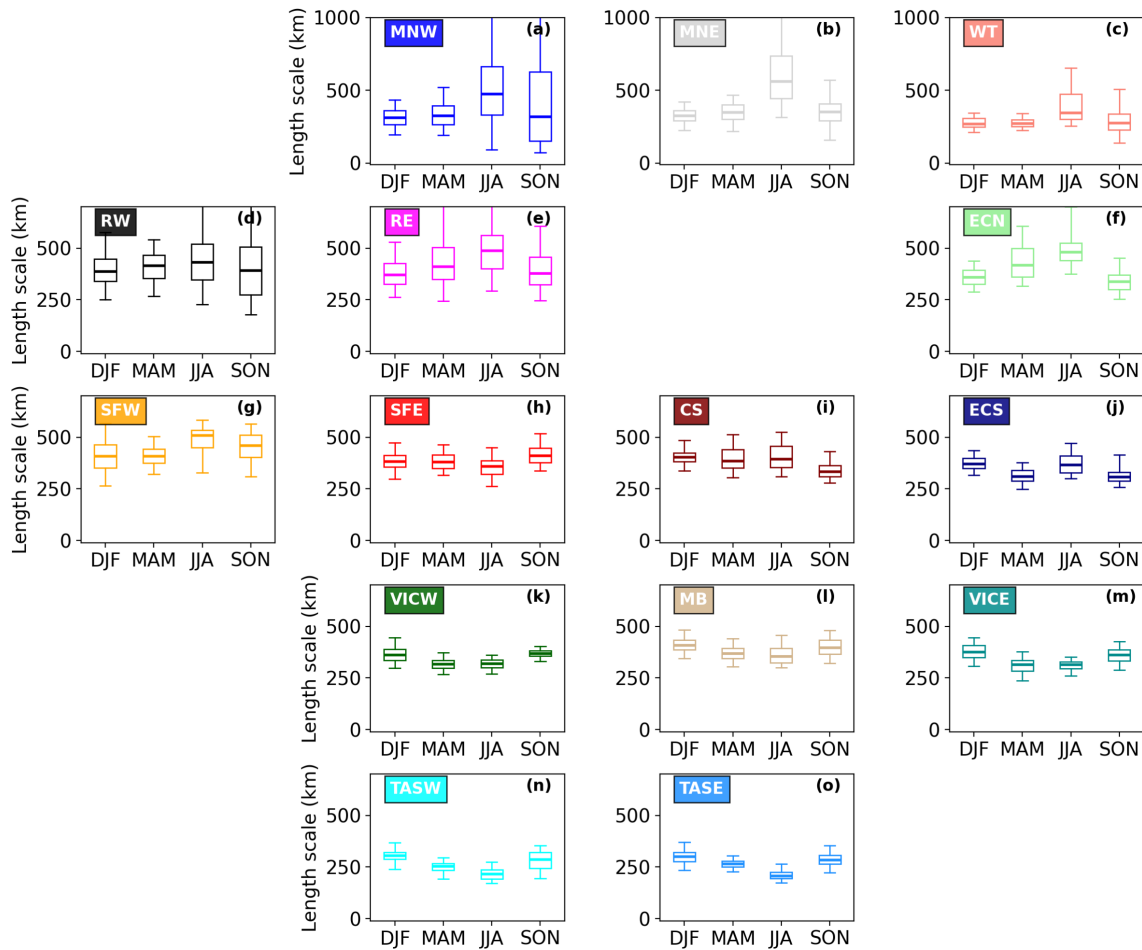 Length scale (km)
1000
500
0
MNW
(a)
DJF MAM JJA SON
1000
500
0
MNE
(b)
DJF MAM JJA SON
1000
500
0
WT
(c)
DJF MAM JJA SON
Length scale (km)
500
250
0
RW
(d)
DJF MAM JJA SON
500
250
0
RE
(e)
DJF MAM JJA SON
500
250
0
ECN
(f)
DJF MAM JJA SON
Length scale (km)
500
250
0
SFW
(g)
DJF MAM JJA SON
500
250
0
SFE
(h)
DJF MAM JJA SON
500
250
0
CS
(i)
DJF MAM JJA SON
500
250
0
ECS
(j)
DJF MAM JJA SON
Length scale (km)
500
250
0
VICW
(k)
DJF MAM JJA SON
500
250
0
MB
(l)
DJF MAM JJA SON
500
250
0
VICE
(m)
DJF MAM JJA SON
Length scale (km)
500
250
0
TASW
(n)
DJF MAM JJA SON
500
250
0
TASE
(o)
DJF MAM JJA SON